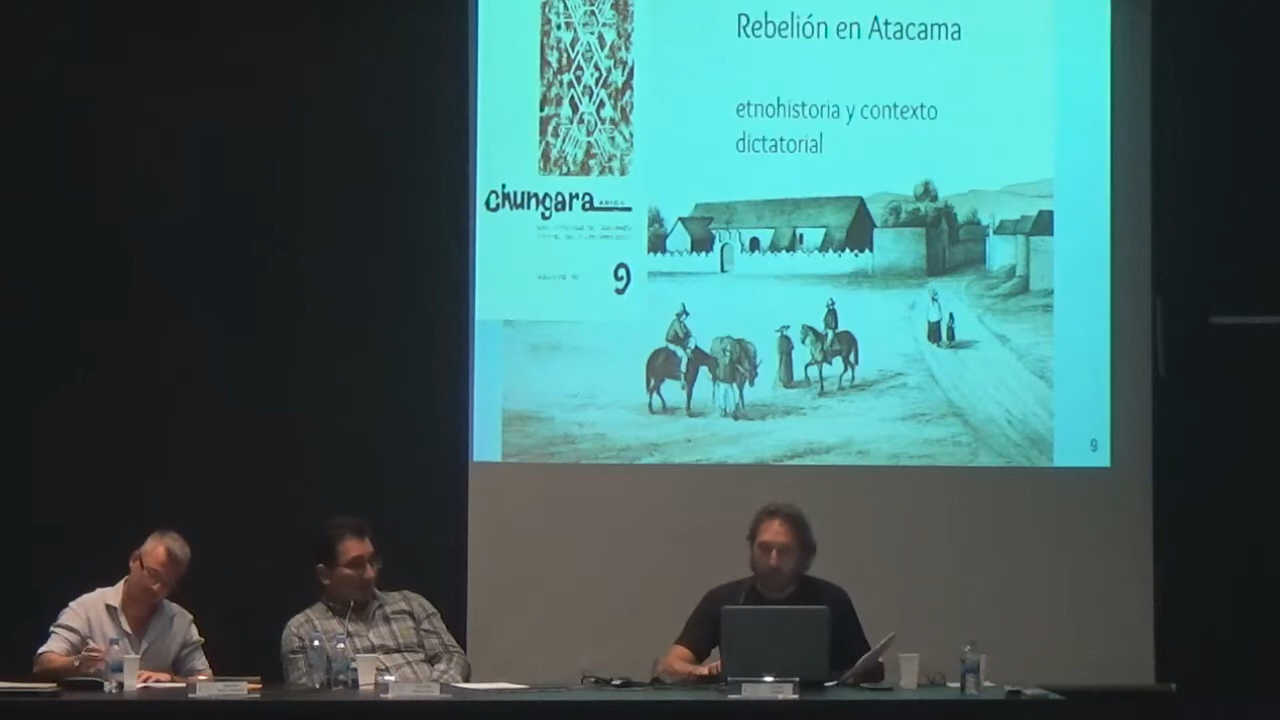 Rebelión en Atacama
etnohistoria y contexto
dictatorial
chungara
9
9